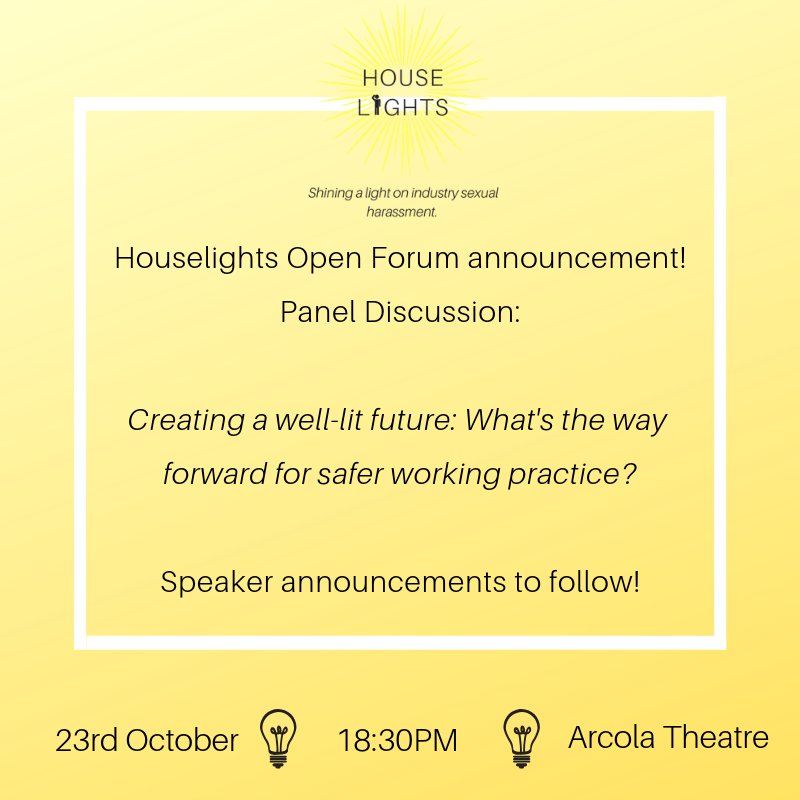 HOUSE
LIGHTS
Shining a light on industry sexual
harassment.
Houselights Open Forum announcement!
Panel Discussion:
Creating a well-lit future: What's the way
forward for safer working practice?
Speaker announcements to follow!
23rd October 18:30PM Arcola Theatre